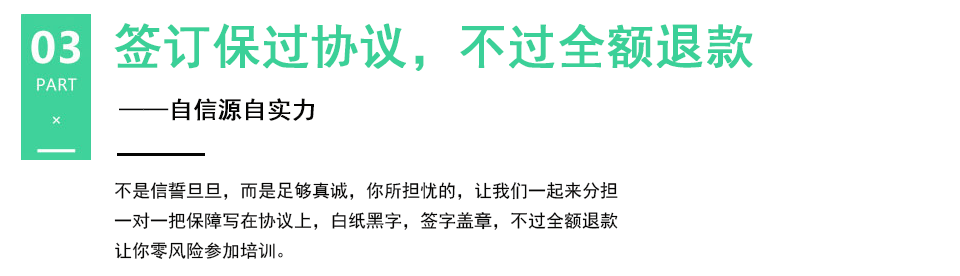 03
PART
×
签订保过协议，不过全额退款
——自信源自实力
不是信誓旦旦，而是足够真诚，你所担忧的，让我们一起来分担
一对一把保障写在协议上，白纸黑字，签字盖章，不过全额退款
让你零风险参加培训。